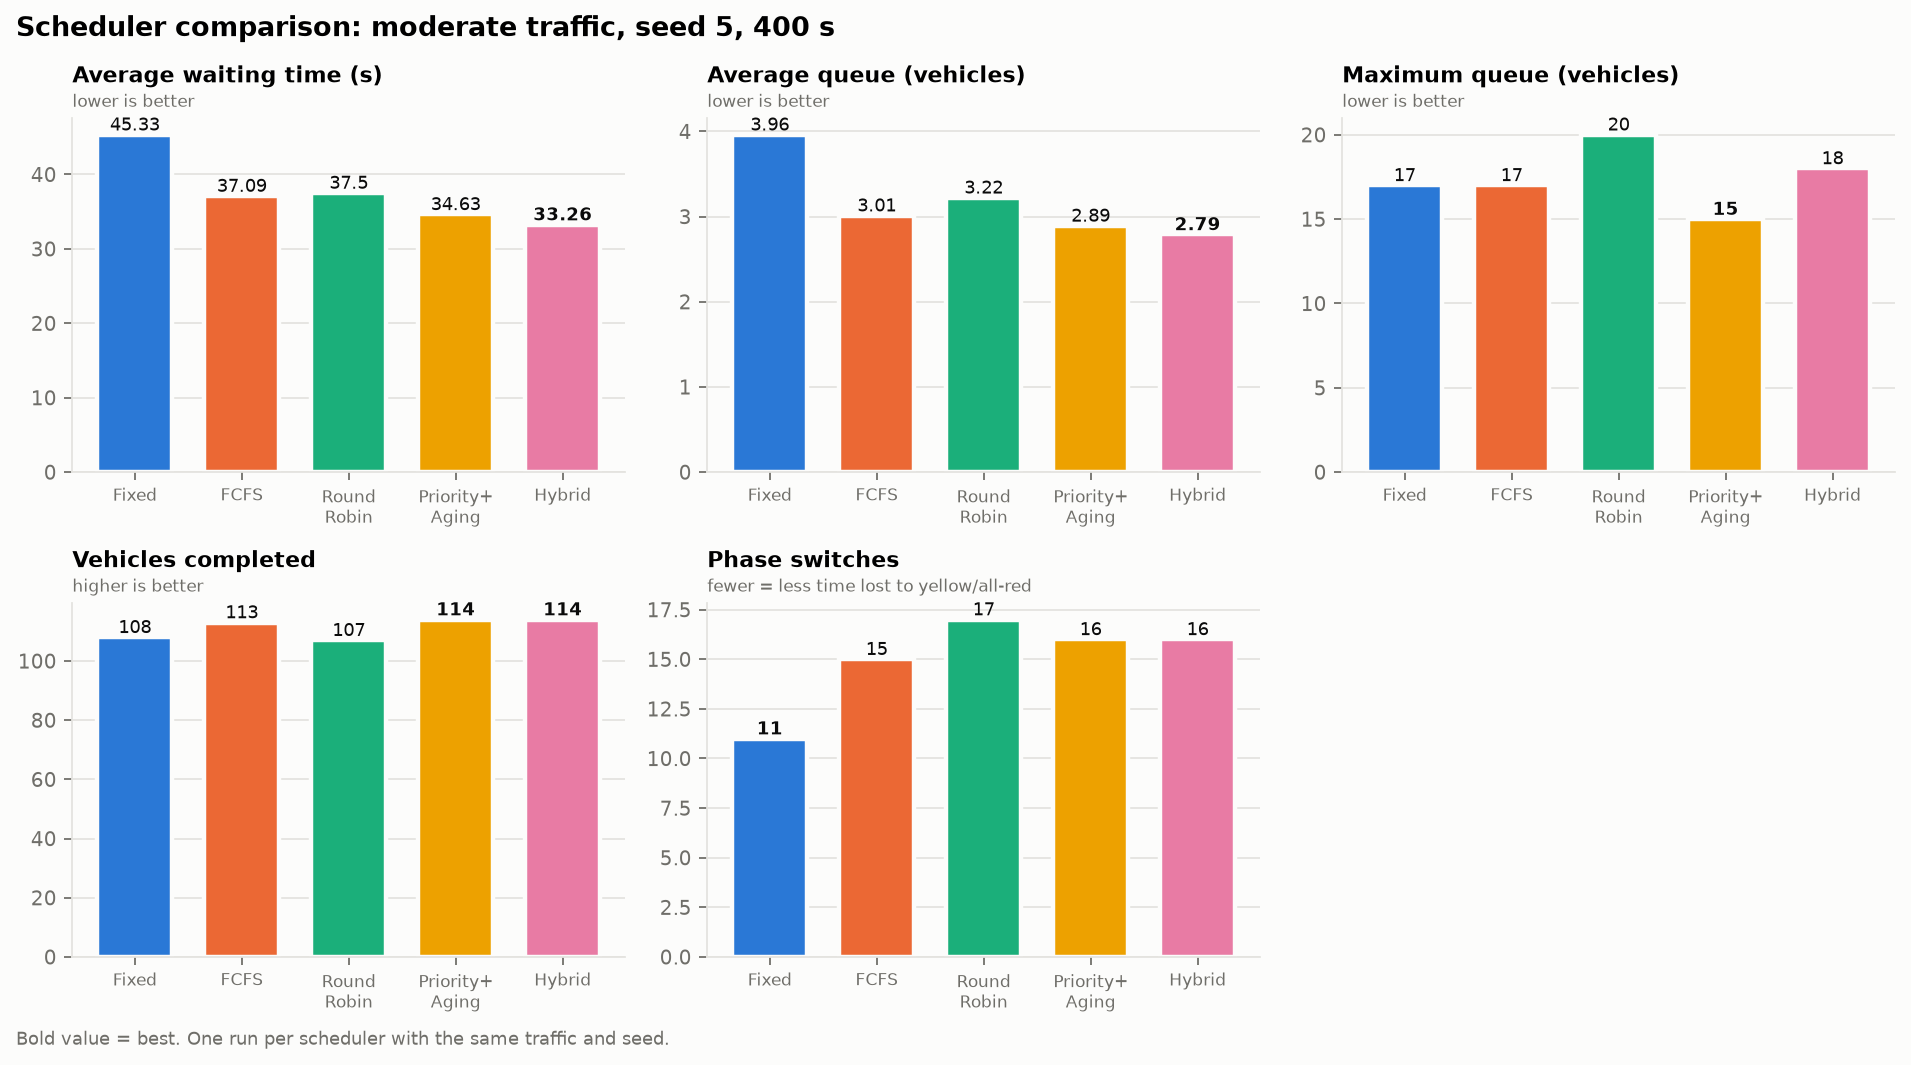 Scheduler comparison: moderate traffic, seed 5, 400 s
Average waiting time (s)
lower is better
45.33
37.09
37.5
34.63
33.26
40
30
20
10
0
Fixed
FCFS
Round
Robin
Priority+
Aging
Hybrid
Average queue (vehicles)
lower is better
3.96
3.01
3.22
2.89
2.79
4
3
2
1
0
Fixed
FCFS
Round
Robin
Priority+
Aging
Hybrid
Maximum queue (vehicles)
lower is better
17
17
20
15
18
20
15
10
5
0
Fixed
FCFS
Round
Robin
Priority+
Aging
Hybrid
Vehicles completed
higher is better
108
113
107
114
114
100
80
60
40
20
0
Fixed
FCFS
Round
Robin
Priority+
Aging
Hybrid
Phase switches
fewer = less time lost to yellow/all-red
11
15
17
16
16
17.5
15.0
12.5
10.0
7.5
5.0
2.5
0.0
Fixed
FCFS
Round
Robin
Priority+
Aging
Hybrid
Bold value = best. One run per scheduler with the same traffic and seed.